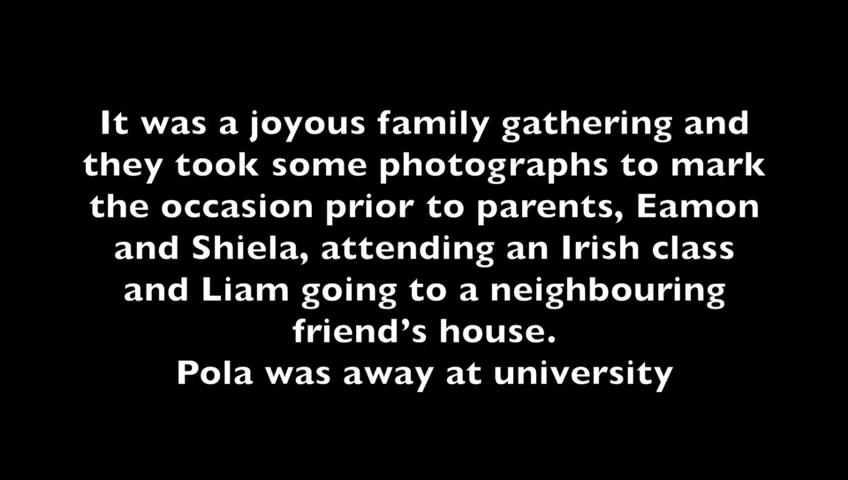 It was a joyous family gathering and
they took some photographs to mark
the occasion prior to parents, Eamon
and Shiela, attending an Irish class
and Liam going to a neighbouring
friend’s house.
Pola was away at university